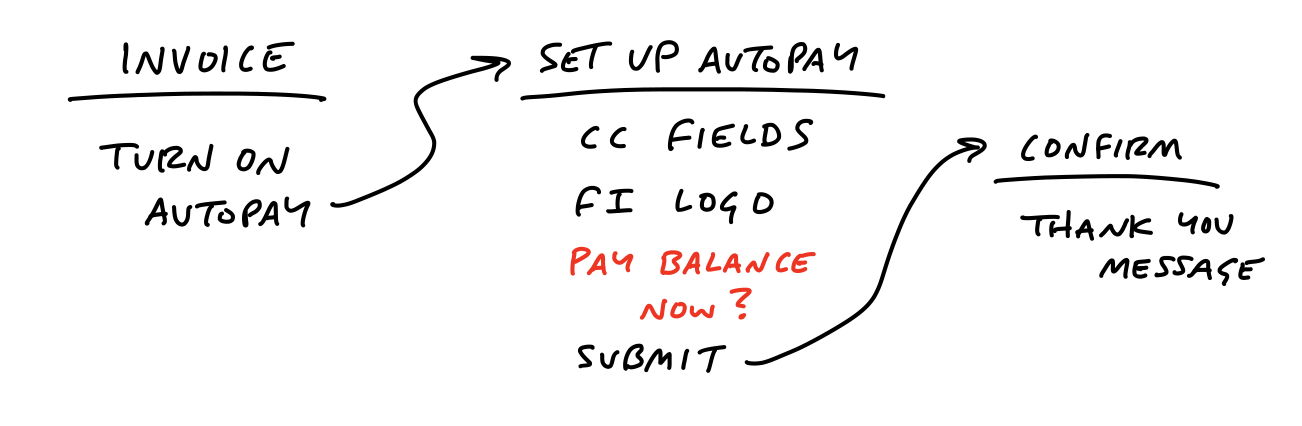 INVOICE
TURN ON
AUTOPAY
SET UP AUTOPAY
CC FIELDS
FI LOGO
PAY BALANCE
NOW?
SUBMIT
CONFIRM
THANK YOU
MESSAGE